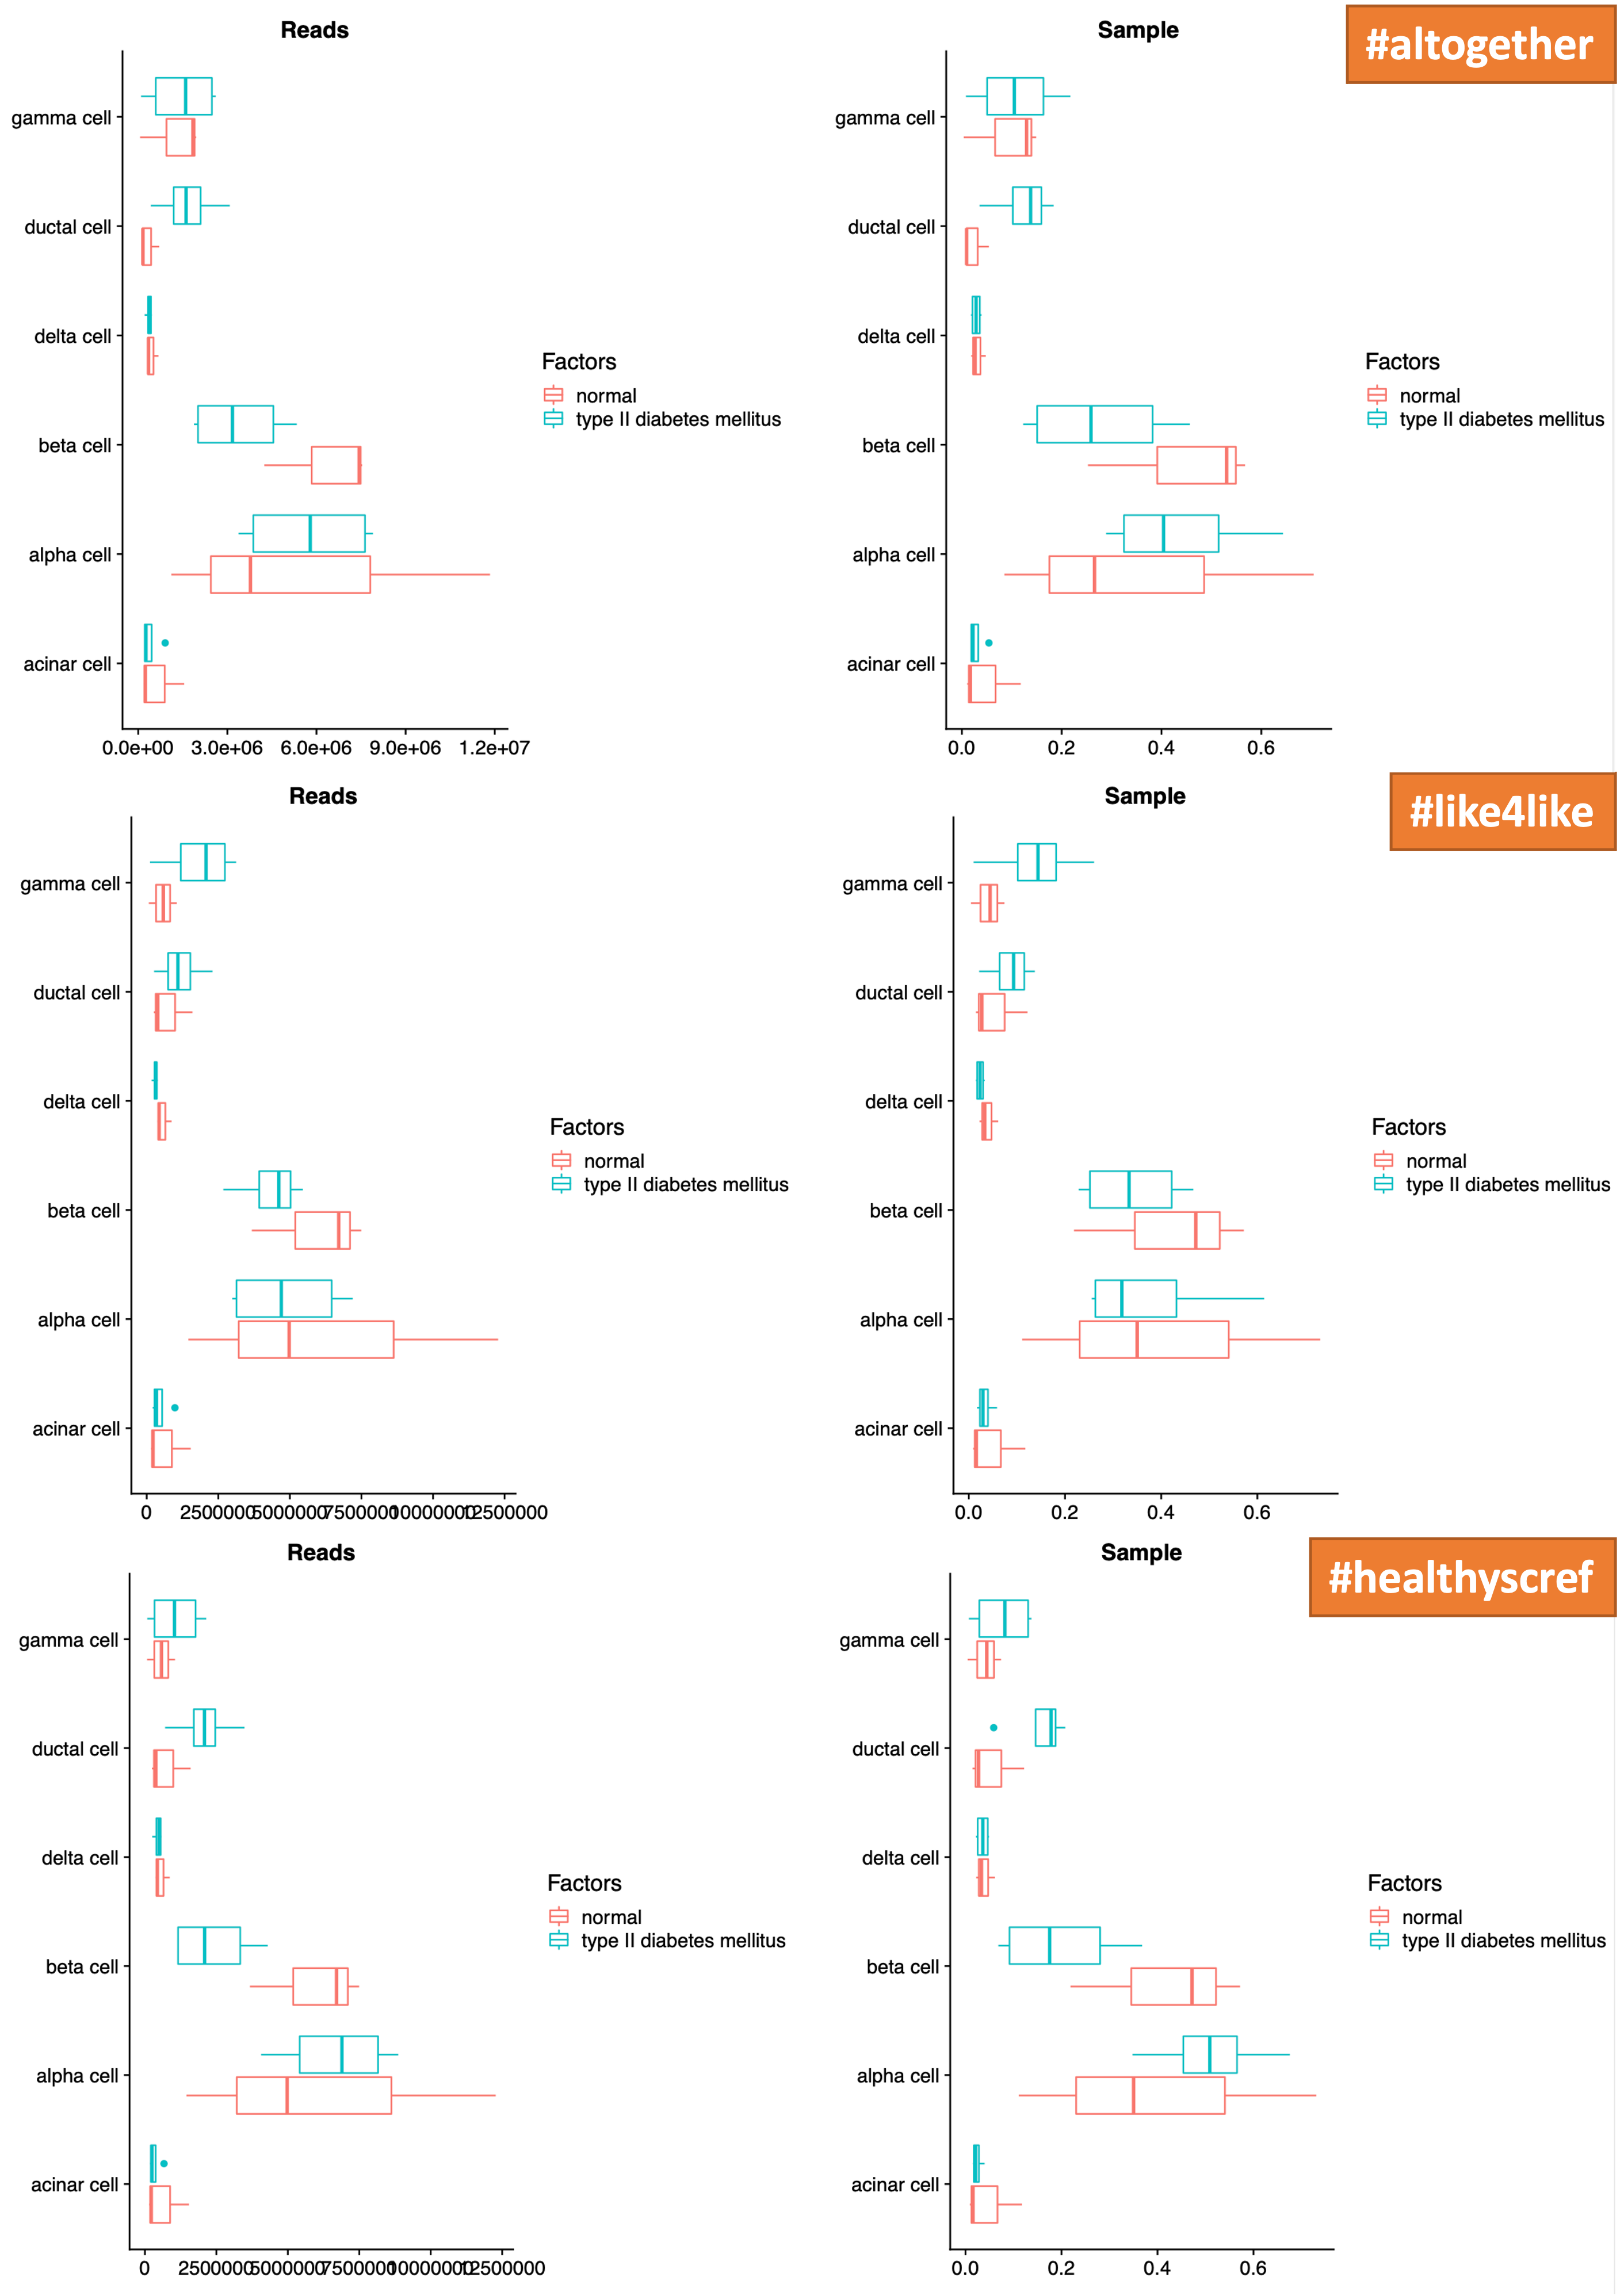 Reads
Sample
#altogether
gamma cell
ductal cell
delta cell
beta cell
alpha cell
acinar cell
0.0e+00 3.0e+06 6.0e+06 9.0e+06 1.2e+07
Factors
normal
type II diabetes mellitus
gamma cell
ductal cell
delta cell
beta cell
alpha cell
acinar cell
0.0 0.2 0.4 0.6
Factors
normal
type II diabetes mellitus
Reads
Sample
#like4like
gamma cell
ductal cell
delta cell
beta cell
alpha cell
acinar cell
0 2500000 5000000 7500000 10000000 12500000
Factors
normal
type II diabetes mellitus
gamma cell
ductal cell
delta cell
beta cell
alpha cell
acinar cell
0.0 0.2 0.4 0.6
Factors
normal
type II diabetes mellitus
Reads
Sample
#healthyscref
gamma cell
ductal cell
delta cell
beta cell
alpha cell
acinar cell
0 2500000 5000000 7500000 10000000 12500000
Factors
normal
type II diabetes mellitus
gamma cell
ductal cell
delta cell
beta cell
alpha cell
acinar cell
0.0 0.2 0.4 0.6
Factors
normal
type II diabetes mellitus